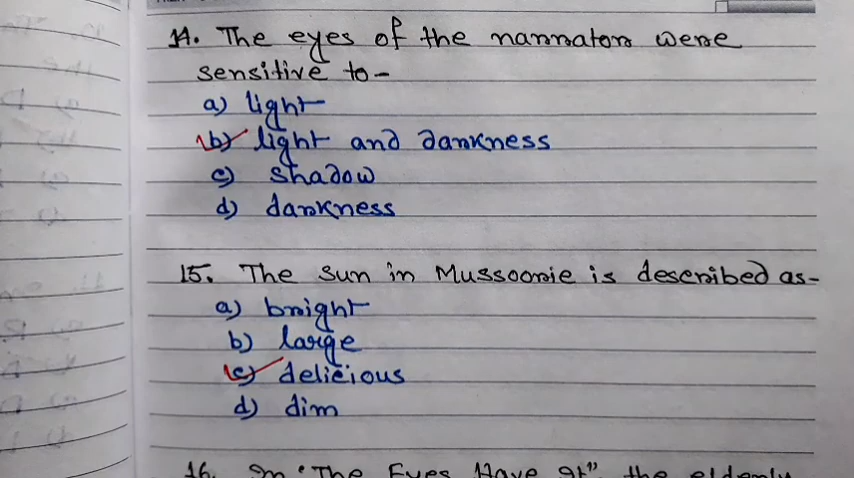 14. The eyes of the narrator were
sensitive to-
a) light
b) light and darkness
c) shadow
d) darkness
15. The sun in Mussoorie is described as-
a) bright
b) large
c) delicious
d) dim
16. In "The Eyes Have It" the elderly